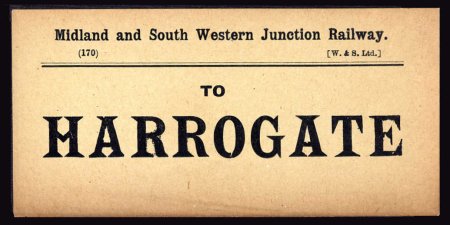 Midland and South Western Junction Railway.
(170) [W. & S. Ltd.]
TO
HARROGATE